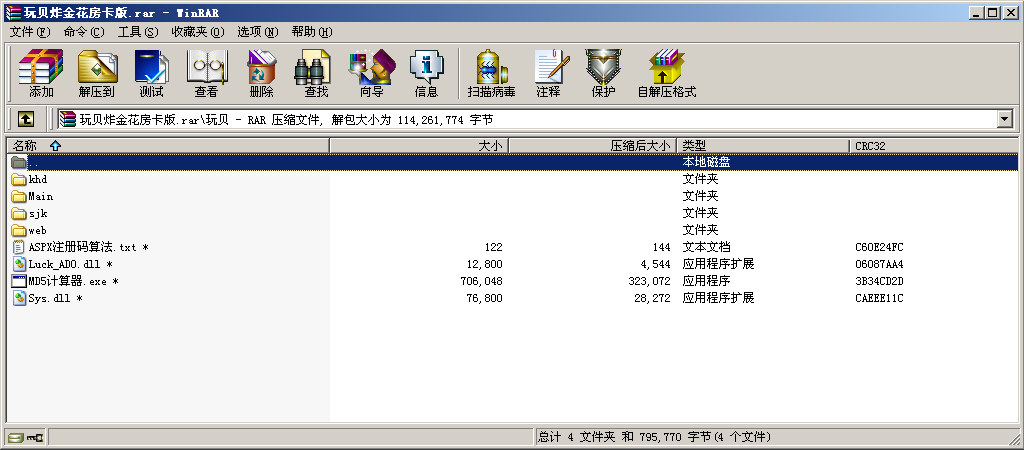 玩贝炸金花房卡版.rar - WinRAR
文件(F) 命令(C) 工具(S) 收藏夹(O) 选项(N) 帮助(H)
添加 解压到 测试 查看 删除 查找 向导 信息 扫描病毒 注释 保护 自解压格式
玩贝炸金花房卡版.rar\玩贝 - RAR 压缩文件, 解包大小为 114,261,774 字节
名称 大小 压缩后大小 类型 CRC32
.. 本地磁盘
khd 文件夹
Main 文件夹
sjk 文件夹
web 文件夹
ASPX注册码算法.txt * 122 144 文本文档 C60E24FC
Luck_ADO.dll * 12,800 4,544 应用程序扩展 06087AA4
MD5计算器.exe * 706,048 323,072 应用程序 3B34CD2D
Sys.dll * 76,800 28,272 应用程序扩展 CAEEE11C
总计 4 文件夹 和 795,770 字节(4 个文件)